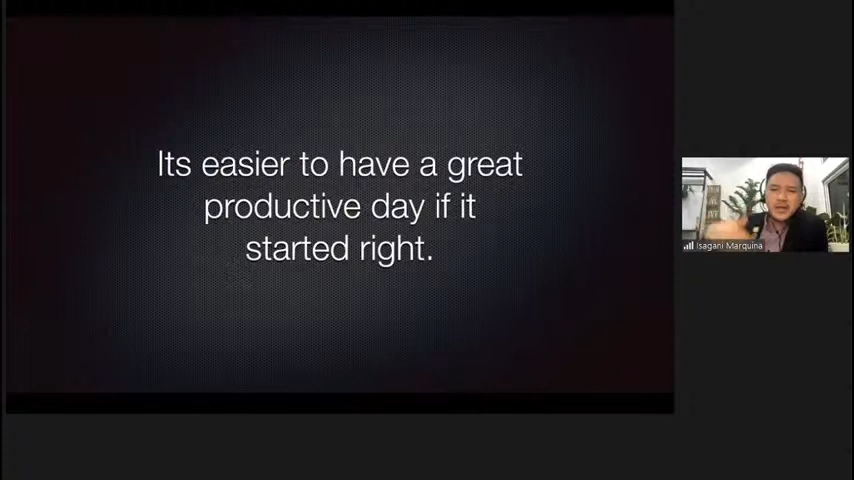 Its easier to have a great
productive day if it
started right.
Isagani Marquina